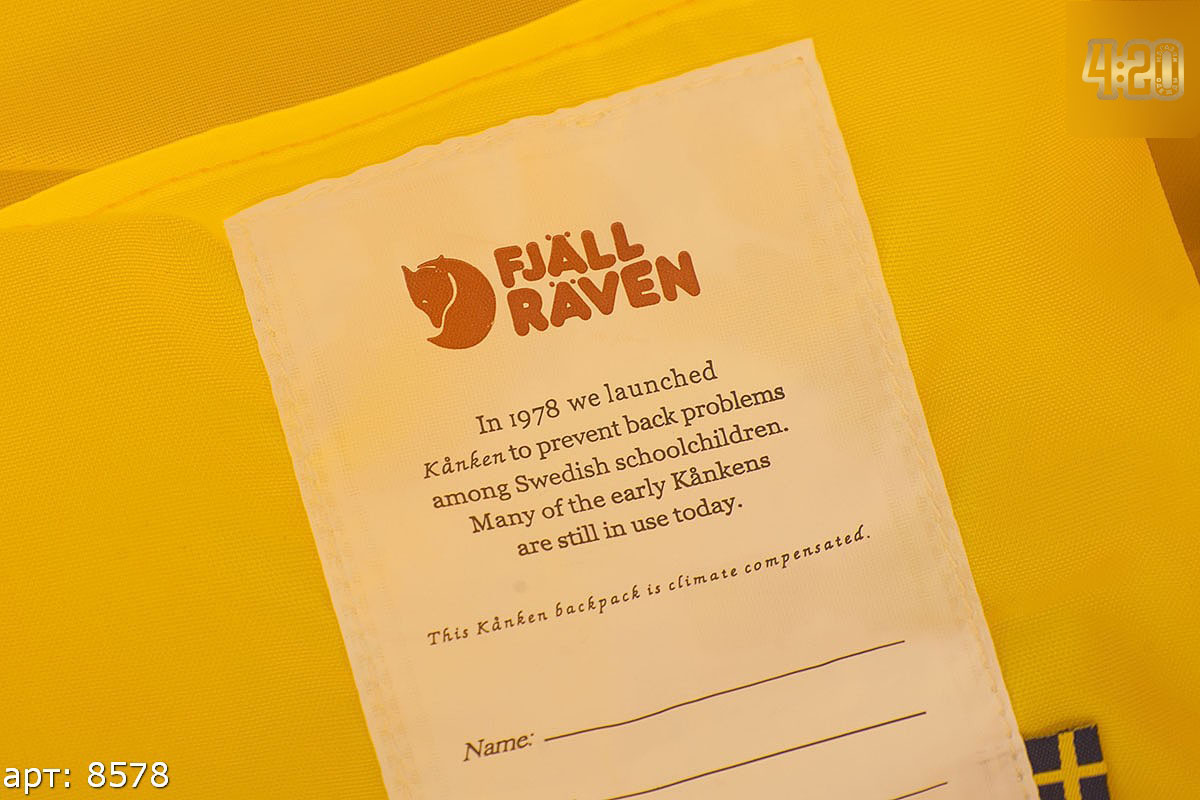 4:20
FJÄLL
RÄVEN
In 1978 we launched
Kånken to prevent back problems
among Swedish schoolchildren.
Many of the early Kånkens
are still in use today.
This Kånken backpack is climate compensated.
Name:
арт: 8578